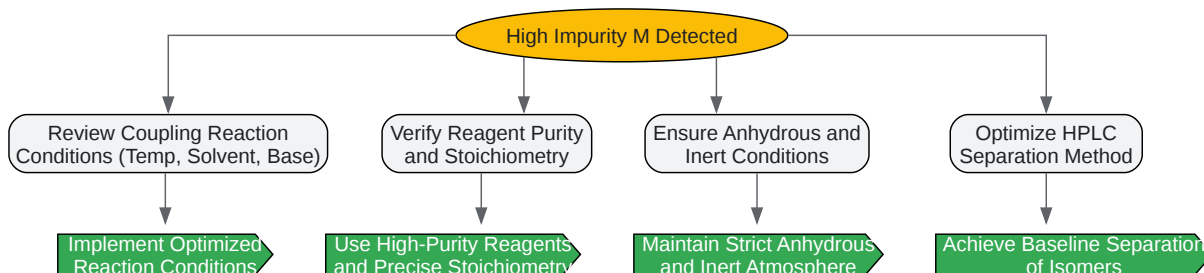 High Impurity M Detected
Review Coupling Reaction
Conditions (Temp, Solvent, Base)
Verify Reagent Purity
and Stoichiometry
Ensure Anhydrous and
Inert Conditions
Optimize HPLC
Separation Method
Implement Optimized
Reaction Conditions
Use High-Purity Reagents
and Precise Stoichiometry
Maintain Strict Anhydrous
and Inert Atmosphere
Achieve Baseline Separation
of Isomers